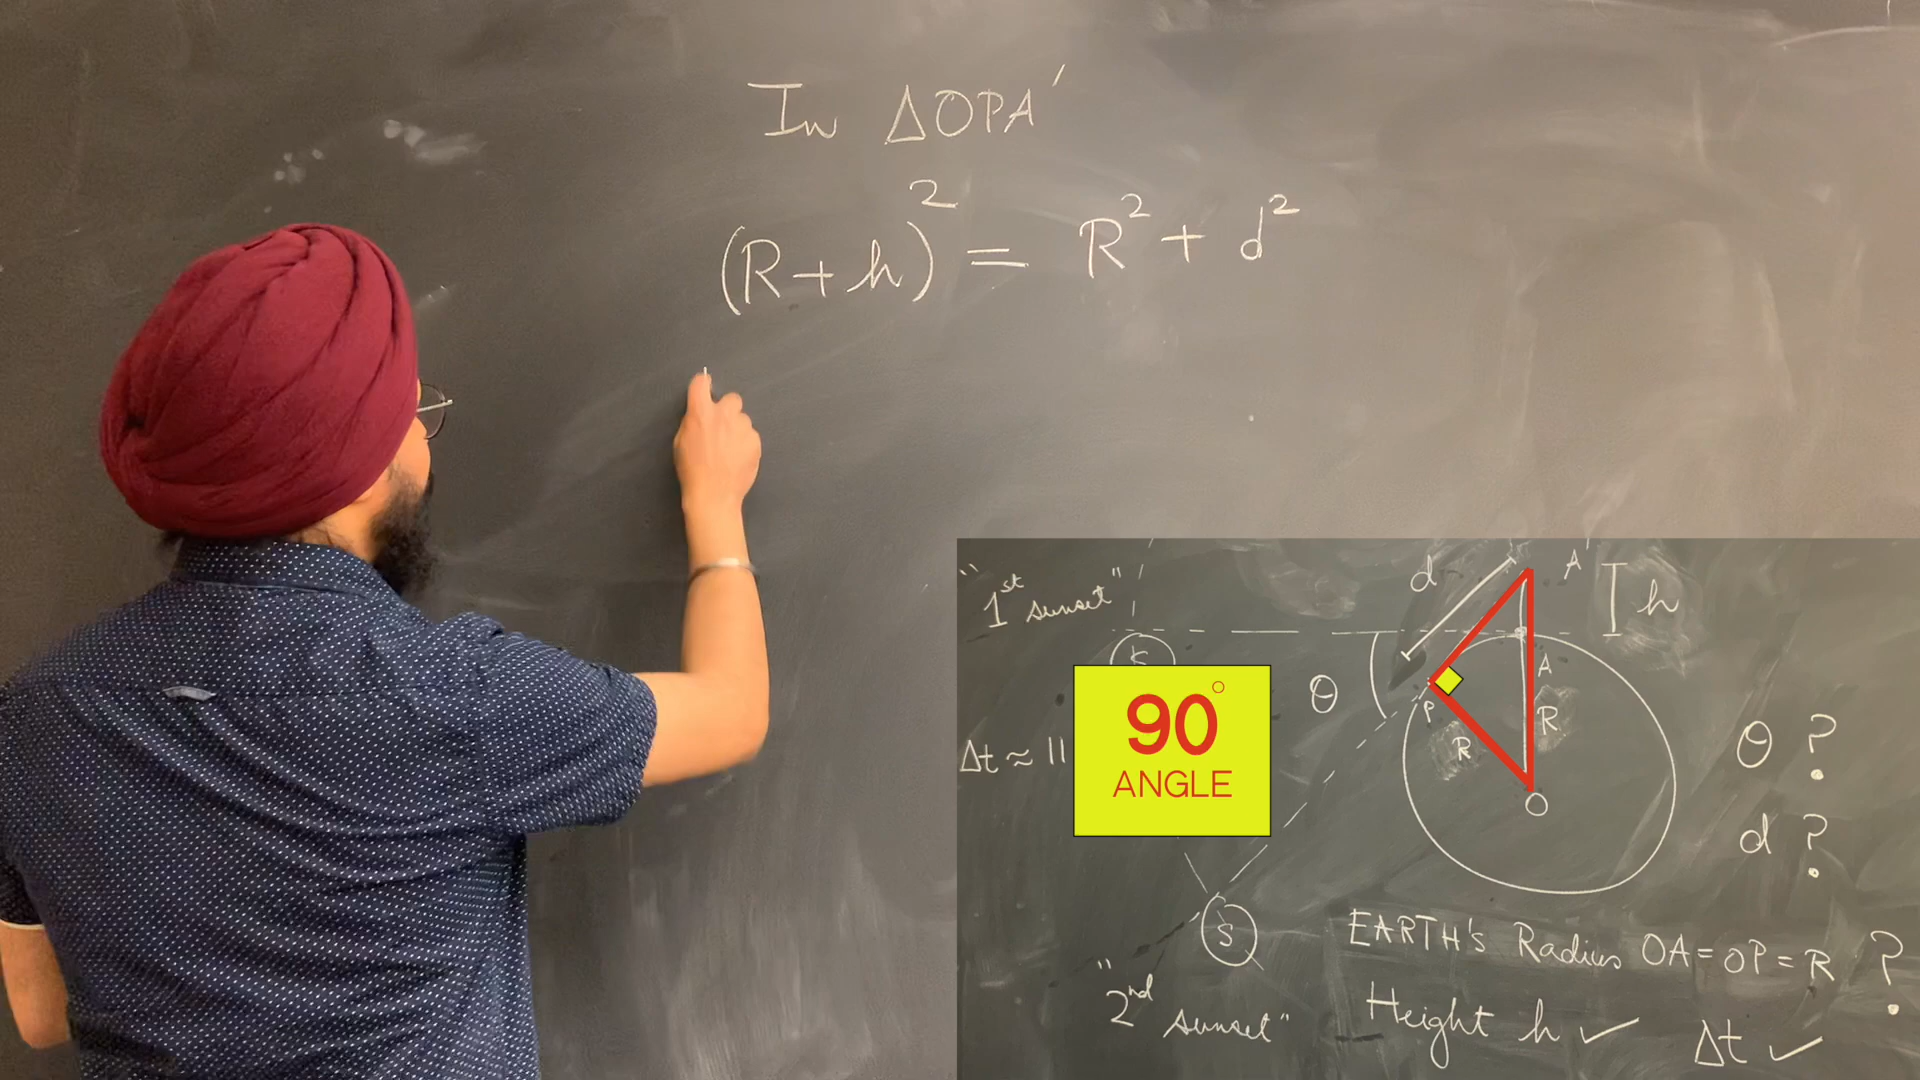 In ΔOPA'
(R+h)² = R² + d²
"1st sunset"
d
A'
h
θ
A
90°
ANGLE
P
R
R
θ ?
Δt ≈ 11
O
d ?
S
EARTH'S Radius OA = OP = R ?
"2nd sunset"
Height h ✓
Δt ✓